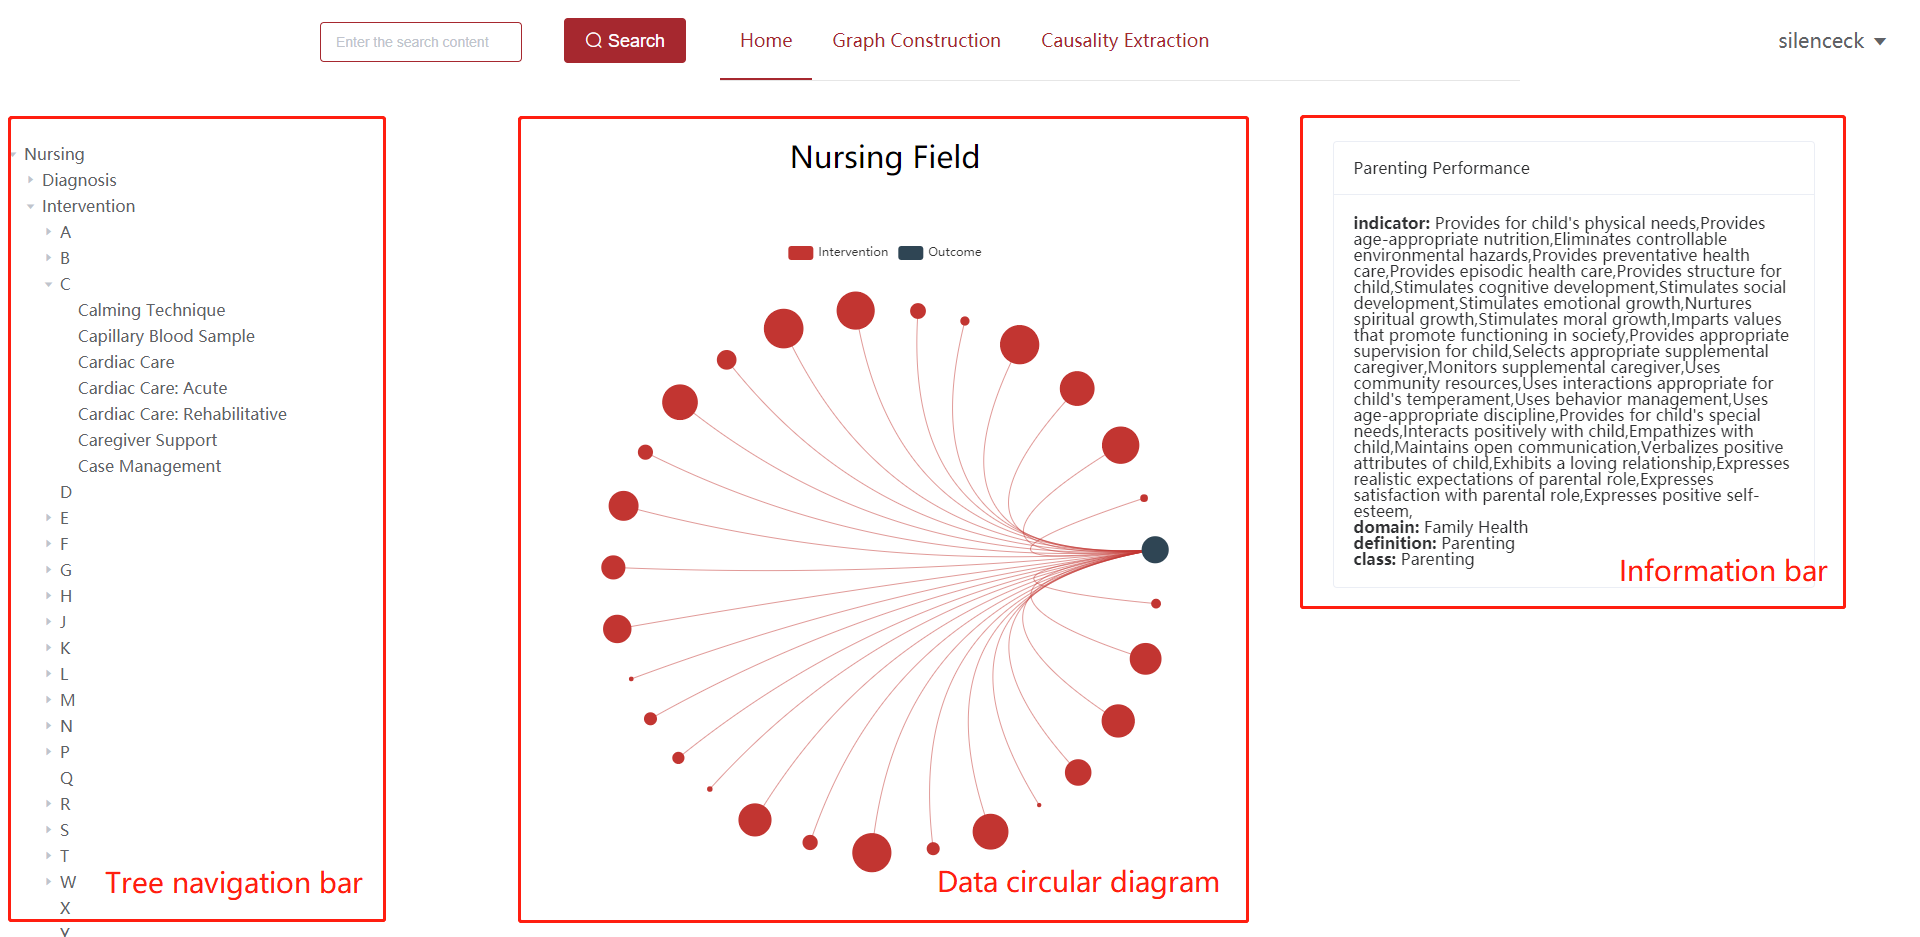 Enter the search content
Search
Home
Graph Construction
Causality Extraction
silenceck
Nursing
Diagnosis
Intervention
A
B
C
Calming Technique
Capillary Blood Sample
Cardiac Care
Cardiac Care: Acute
Cardiac Care: Rehabilitative
Caregiver Support
Case Management
D
E
F
G
H
J
K
L
M
N
P
Q
R
S
T
W
X
Y
Tree navigation bar
Nursing Field
Intervention
Outcome
Data circular diagram
Parenting Performance
indicator: Provides for child's physical needs,Provides
age-appropriate nutrition,Eliminates controllable
environmental hazards,Provides preventative health
care,Provides episodic health care,Provides structure for
child,Stimulates cognitive development,Stimulates social
development,Stimulates emotional growth,Nurtures
spiritual growth,Stimulates moral growth,Imparts values
that promote functioning in society,Provides appropriate
supervision for child,Selects appropriate supplemental
caregiver,Monitors supplemental caregiver,Uses
community resources,Uses interactions appropriate for
child's temperament,Uses behavior management,Uses
age-appropriate discipline,Provides for child's special
needs,Interacts positively with child,Empathizes with
child,Maintains open communication,Verbalizes positive
attributes of child,Exhibits a loving relationship,Expresses
realistic expectations of parental role,Expresses
satisfaction with parental role,Expresses positive self-
esteem,
domain: Family Health
definition: Parenting
class: Parenting
Information bar